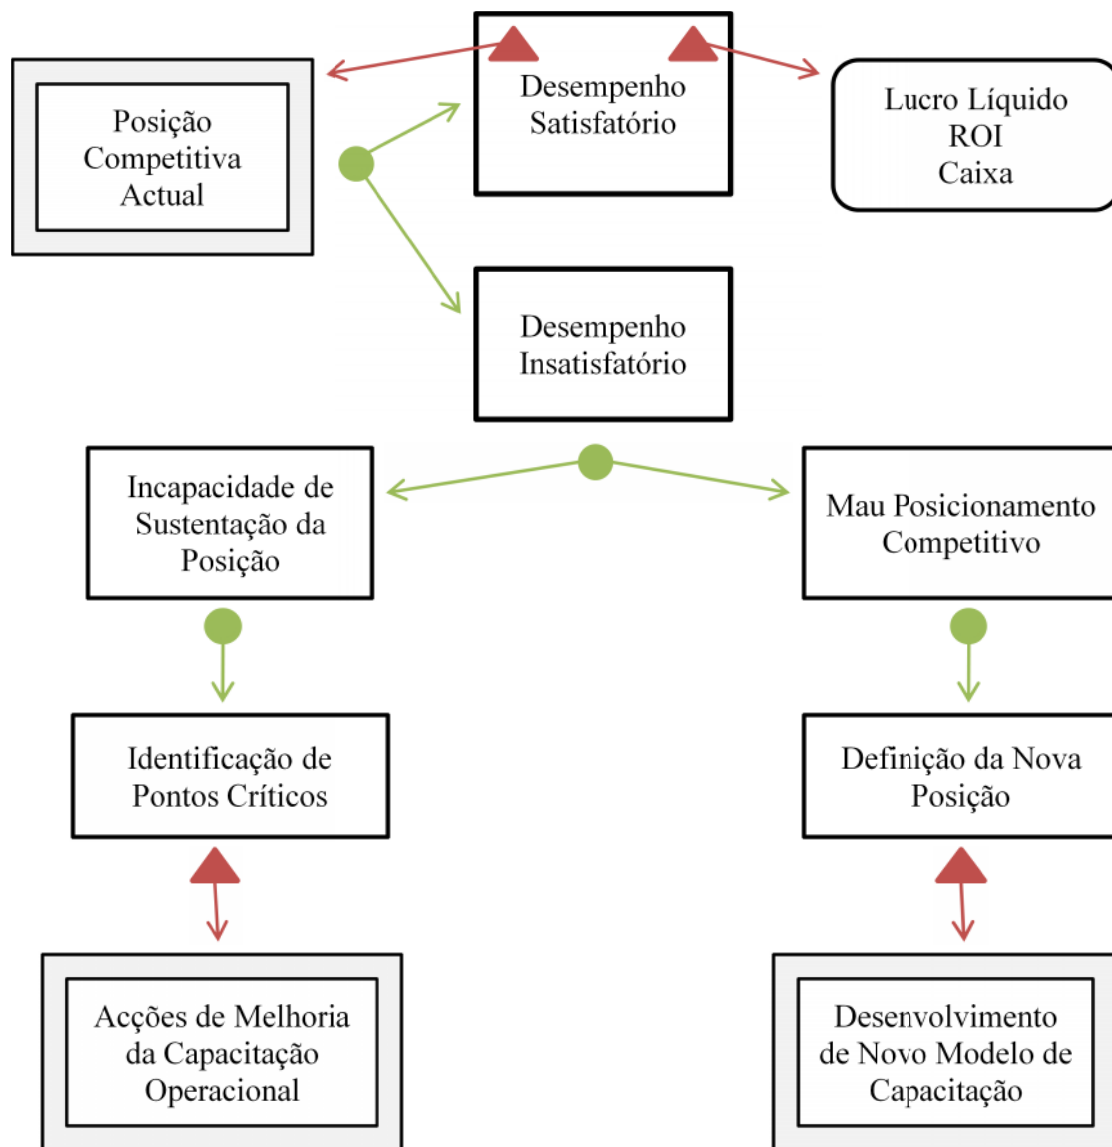 Posição
Competitiva
Actual
Desempenho
Satisfatório
Lucro Líquido
ROI
Caixa
Desempenho
Insatisfatório
Incapacidade de
Sustentação da
Posição
Mau Posicionamento
Competitivo
Identificação de
Pontos Críticos
Definição da Nova
Posição
Acções de Melhoria
da Capacitação
Operacional
Desenvolvimento
de Novo Modelo de
Capacitação